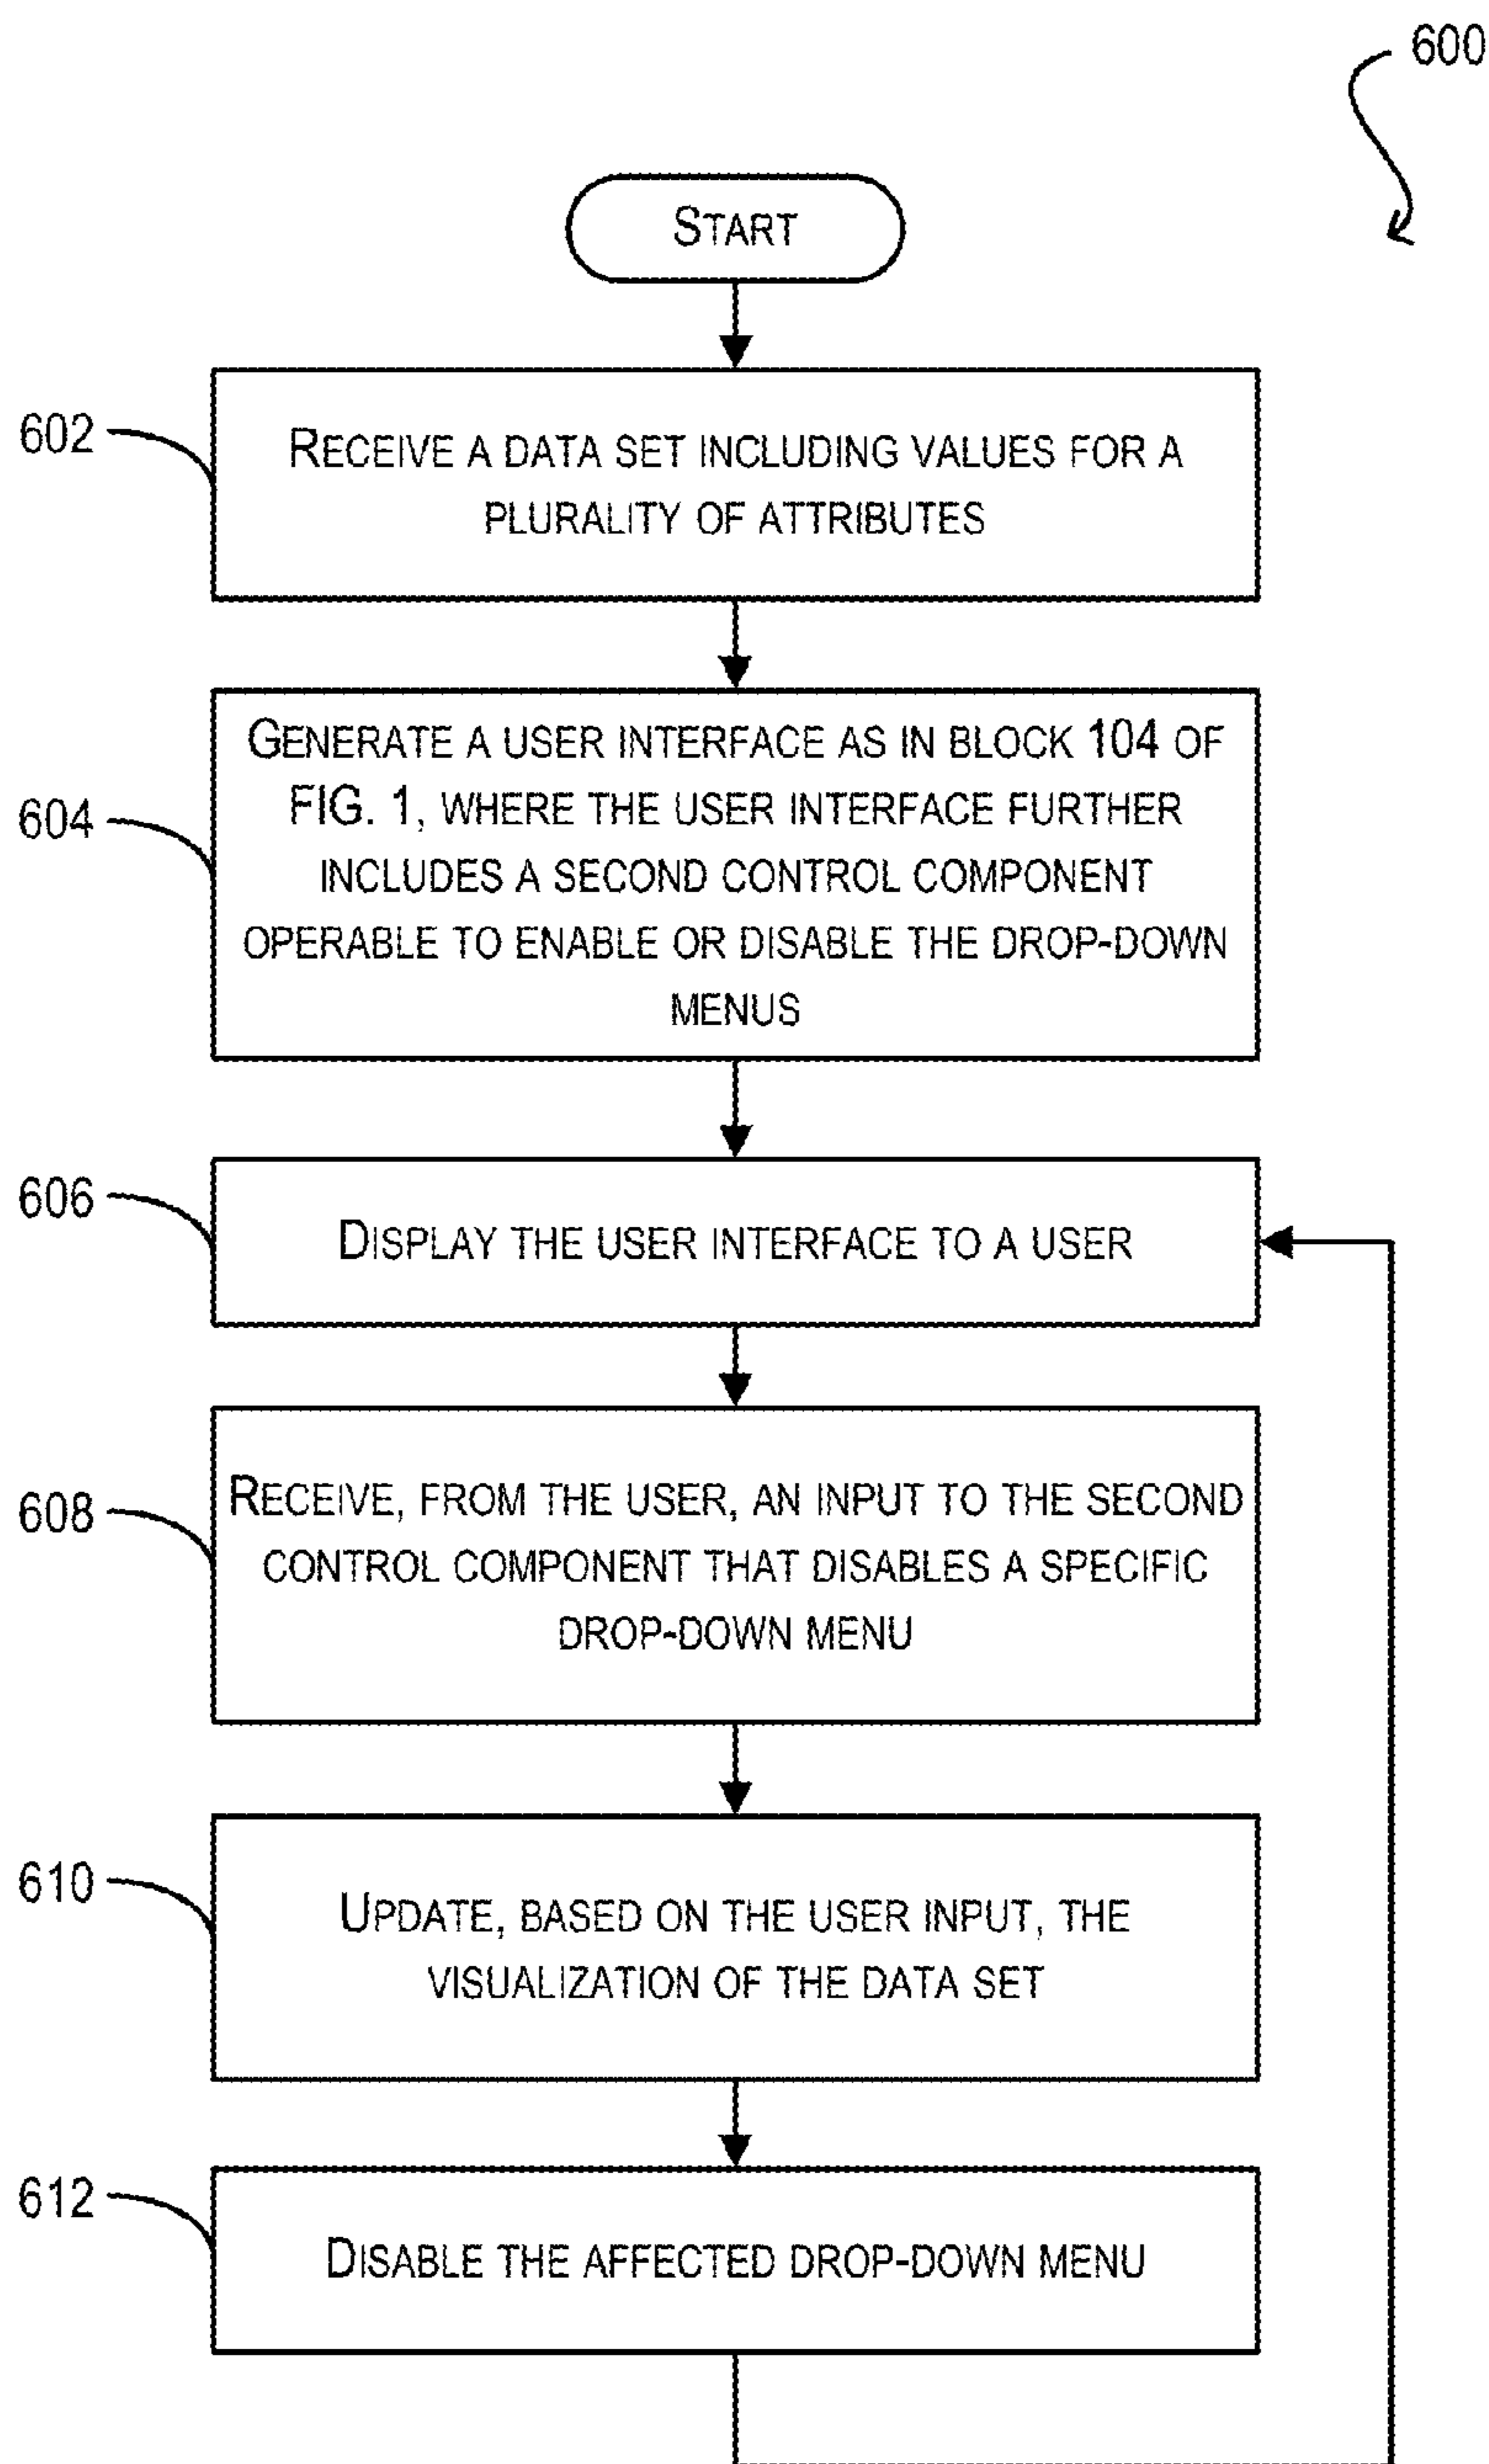 600
START
602
RECEIVE A DATA SET INCLUDING VALUES FOR A
PLURALITY OF ATTRIBUTES
604
GENERATE A USER INTERFACE AS IN BLOCK 104 OF
FIG. 1, WHERE THE USER INTERFACE FURTHER
INCLUDES A SECOND CONTROL COMPONENT
OPERABLE TO ENABLE OR DISABLE THE DROP-DOWN
MENUS
606
DISPLAY THE USER INTERFACE TO A USER
608
RECEIVE, FROM THE USER, AN INPUT TO THE SECOND
CONTROL COMPONENT THAT DISABLES A SPECIFIC
DROP-DOWN MENU
610
UPDATE, BASED ON THE USER INPUT, THE
VISUALIZATION OF THE DATA SET
612
DISABLE THE AFFECTED DROP-DOWN MENU